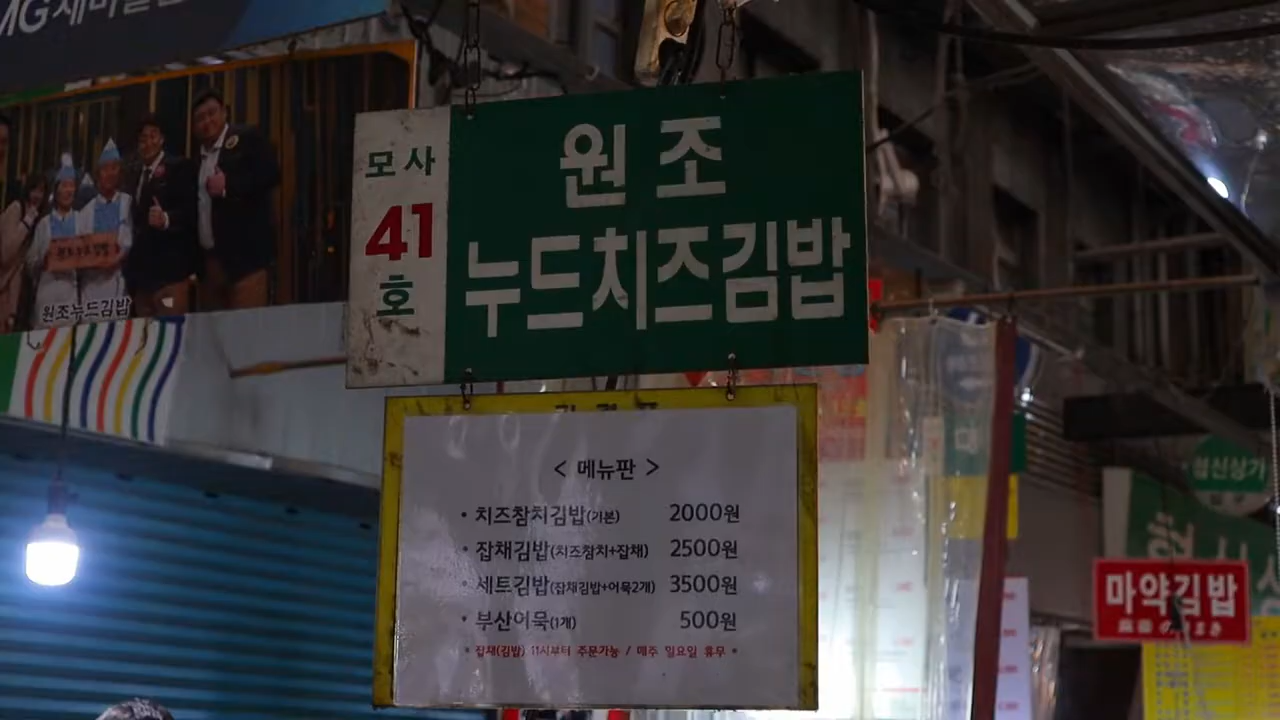 원조누드김밥
모사
41
호
원조
누드치즈김밥
< 메뉴판 >
• 치즈참치김밥(기본) 2000원
• 잡채김밥(치즈참치+잡채) 2500원
• 세트김밥(잡채김밥+어묵2개) 3500원
• 부산어묵(1개) 500원
• 잡채(김밥) 11시부터 주문가능 / 매주 일요일 휴무 •
대
협신상가
마약김밥